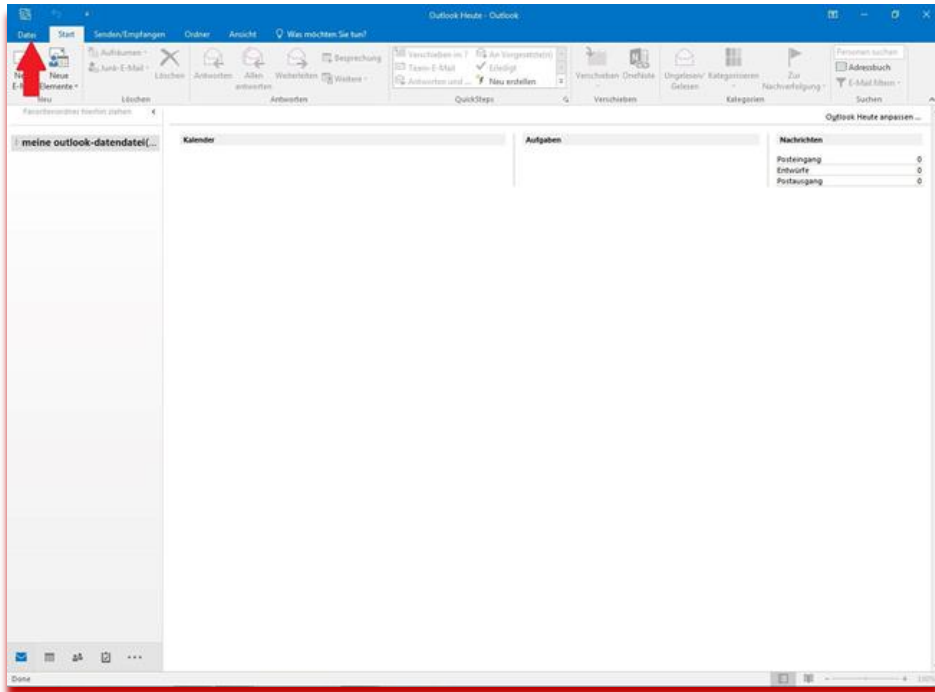 Outlook Heute - Outlook
Datei Start Senden/Empfangen Ordner Ansicht Was möchten Sie tun?
Neue Elemente
Aufräumen
Junk-E-Mail
Löschen
Antworten
Allen antworten
Weiterleiten
Besprechung
Weitere
Verschieben in: ?
Team-E-Mail
Antworten und ...
An Vorgesetzte(n)
Erledigt
Neu erstellen
Verschieben
OneNote
Ungelesen/ Gelesen
Kategorisieren
Zur Nachverfolgung
Personen suchen
Adressbuch
E-Mail filtern
Neu Löschen Antworten QuickSteps Verschieben Kategorien Suchen
Favoritenordner hierhin ziehen
Outlook Heute anpassen ...
meine outlook-datendatei(...
Kalender Aufgaben Nachrichten
Posteingang 0
Entwürfe 0
Postausgang 0
Done